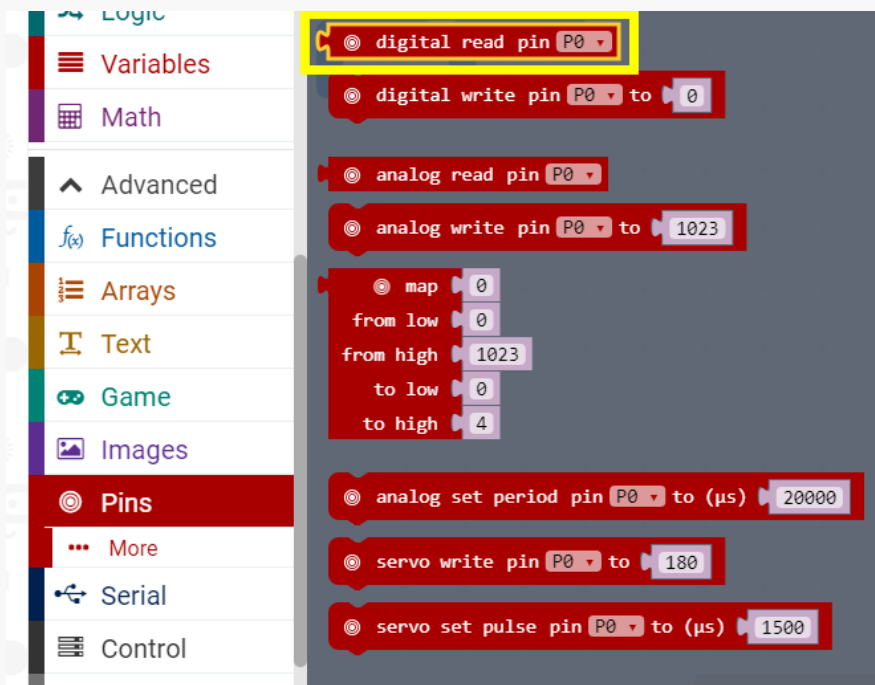 Logic
Variables
Math
Advanced
f(x) Functions
Arrays
Text
Game
Images
Pins
More
Serial
Control
digital read pin P0
digital write pin P0 to 0
analog read pin P0
analog write pin P0 to 1023
map 0
from low 0
from high 1023
to low 0
to high 4
analog set period pin P0 to (µs) 20000
servo write pin P0 to 180
servo set pulse pin P0 to (µs) 1500